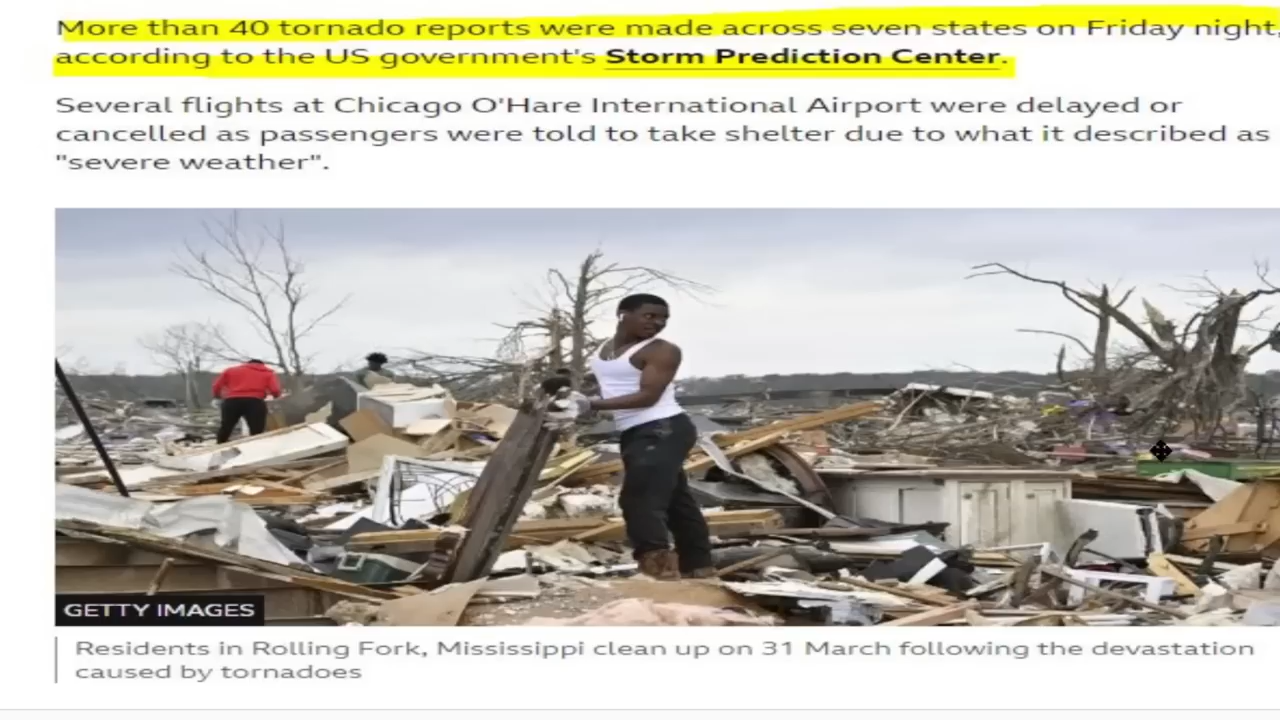 More than 40 tornado reports were made across seven states on Friday night,
according to the US government's Storm Prediction Center.
Several flights at Chicago O'Hare International Airport were delayed or
cancelled as passengers were told to take shelter due to what it described as
"severe weather".
GETTY IMAGES
Residents in Rolling Fork, Mississippi clean up on 31 March following the devastation
caused by tornadoes